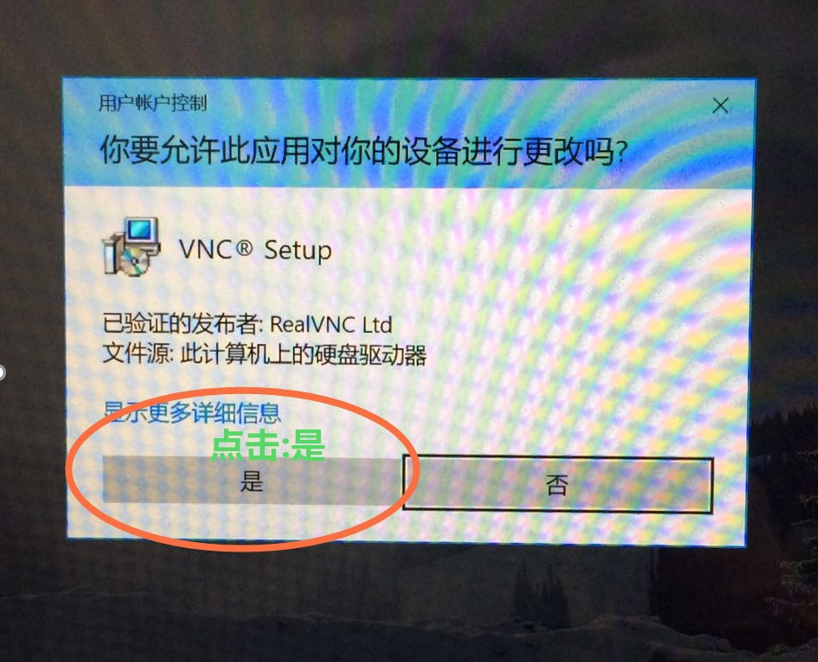 用户帐户控制
你要允许此应用对你的设备进行更改吗?
VNC® Setup
已验证的发布者: RealVNC Ltd
文件源: 此计算机上的硬盘驱动器
显示更多详细信息
点击:是
是
否